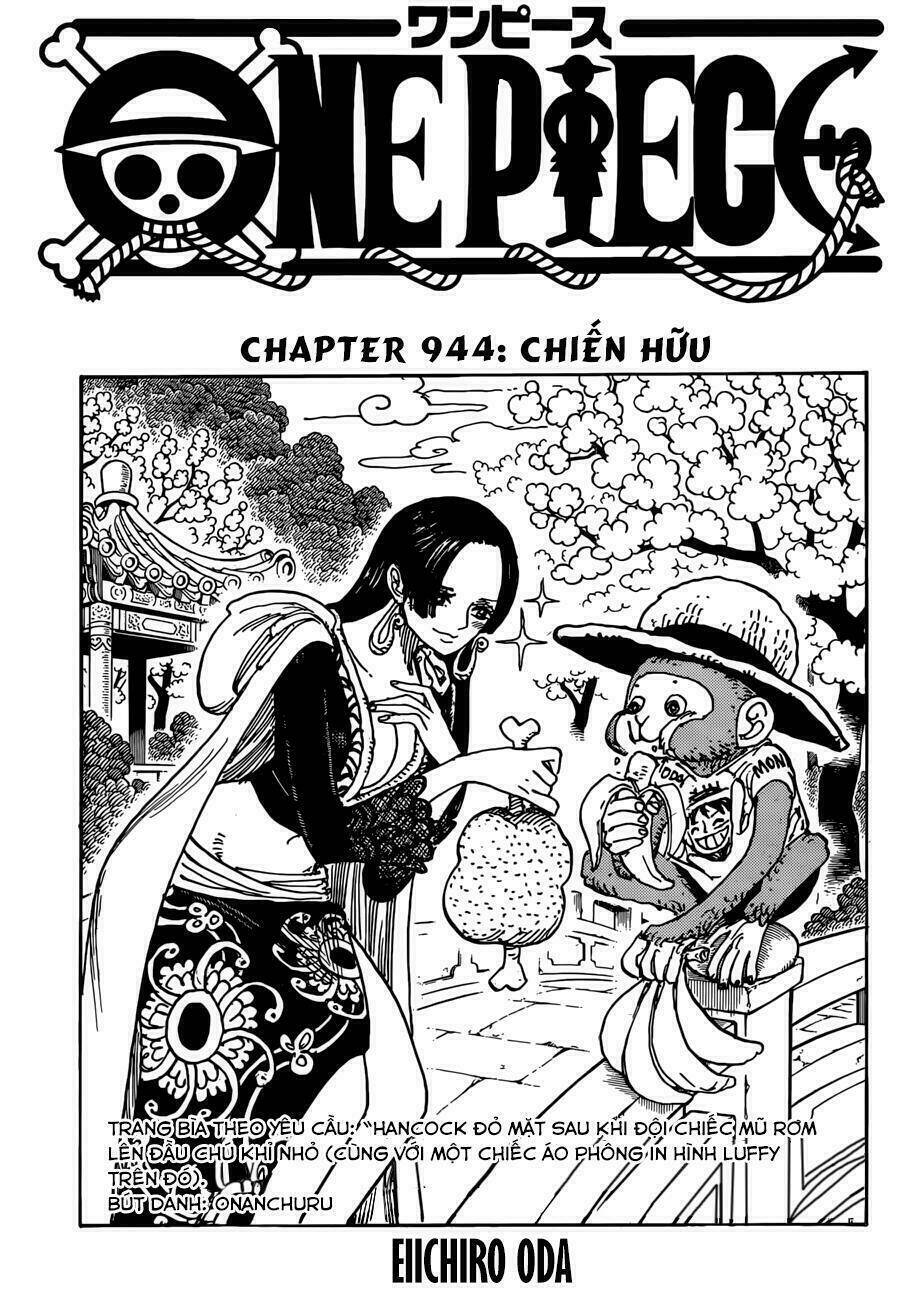 ワンピース
ONE PIECE
CHAPTER 944: CHIẾN HỮU
ODA
MON
TRANG BÌA THEO YÊU CẦU: "HANCOCK ĐỎ MẶT SAU KHI ĐỘI CHIẾC MŨ RƠM
LÊN ĐẦU CHÚ KHỈ NHỎ (CÙNG VỚI MỘT CHIẾC ÁO PHÔNG IN HÌNH LUFFY
TRÊN ĐÓ).
BÚT DANH: ONANCHURU
EIICHIRO ODA